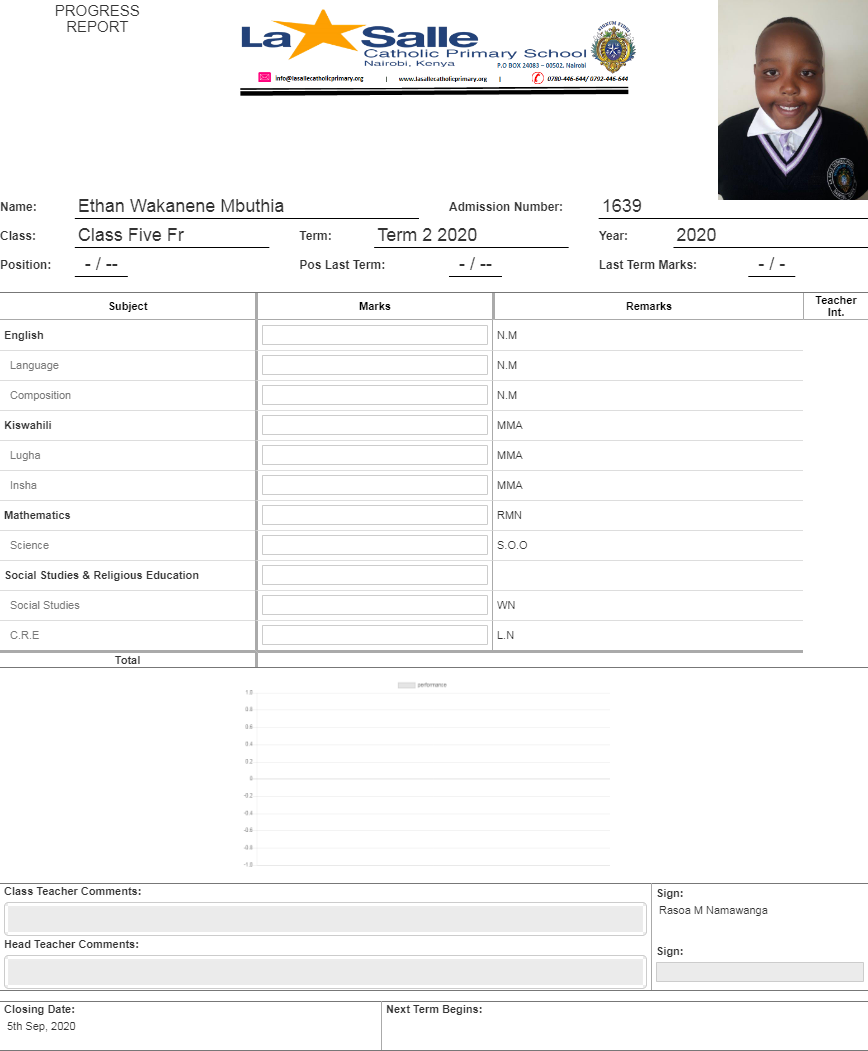 PROGRESS
REPORT
La Salle
Catholic Primary School
Nairobi, Kenya
P.O BOX 24083 – 00502, Nairobi
info@lasallecatholicprimary.org | www.lasallecatholicprimary.org | 0780-446-644/ 0792-446-644
Name: Ethan Wakanene Mbuthia Admission Number: 1639
Class: Class Five Fr Term: Term 2 2020 Year: 2020
Position: - / -- Pos Last Term: - / -- Last Term Marks: - / -
Subject Marks Remarks Teacher Int.
English N.M
Language N.M
Composition N.M
Kiswahili MMA
Lugha MMA
Insha MMA
Mathematics RMN
Science S.O.O
Social Studies & Religious Education
Social Studies WN
C.R.E L.N
Total
performance
1.0
0.8
0.6
0.4
0.2
0
-0.2
-0.4
-0.6
-0.8
-1.0
Class Teacher Comments: Sign:
Rasoa M Namawanga
Head Teacher Comments: Sign:
Closing Date: Next Term Begins:
5th Sep, 2020